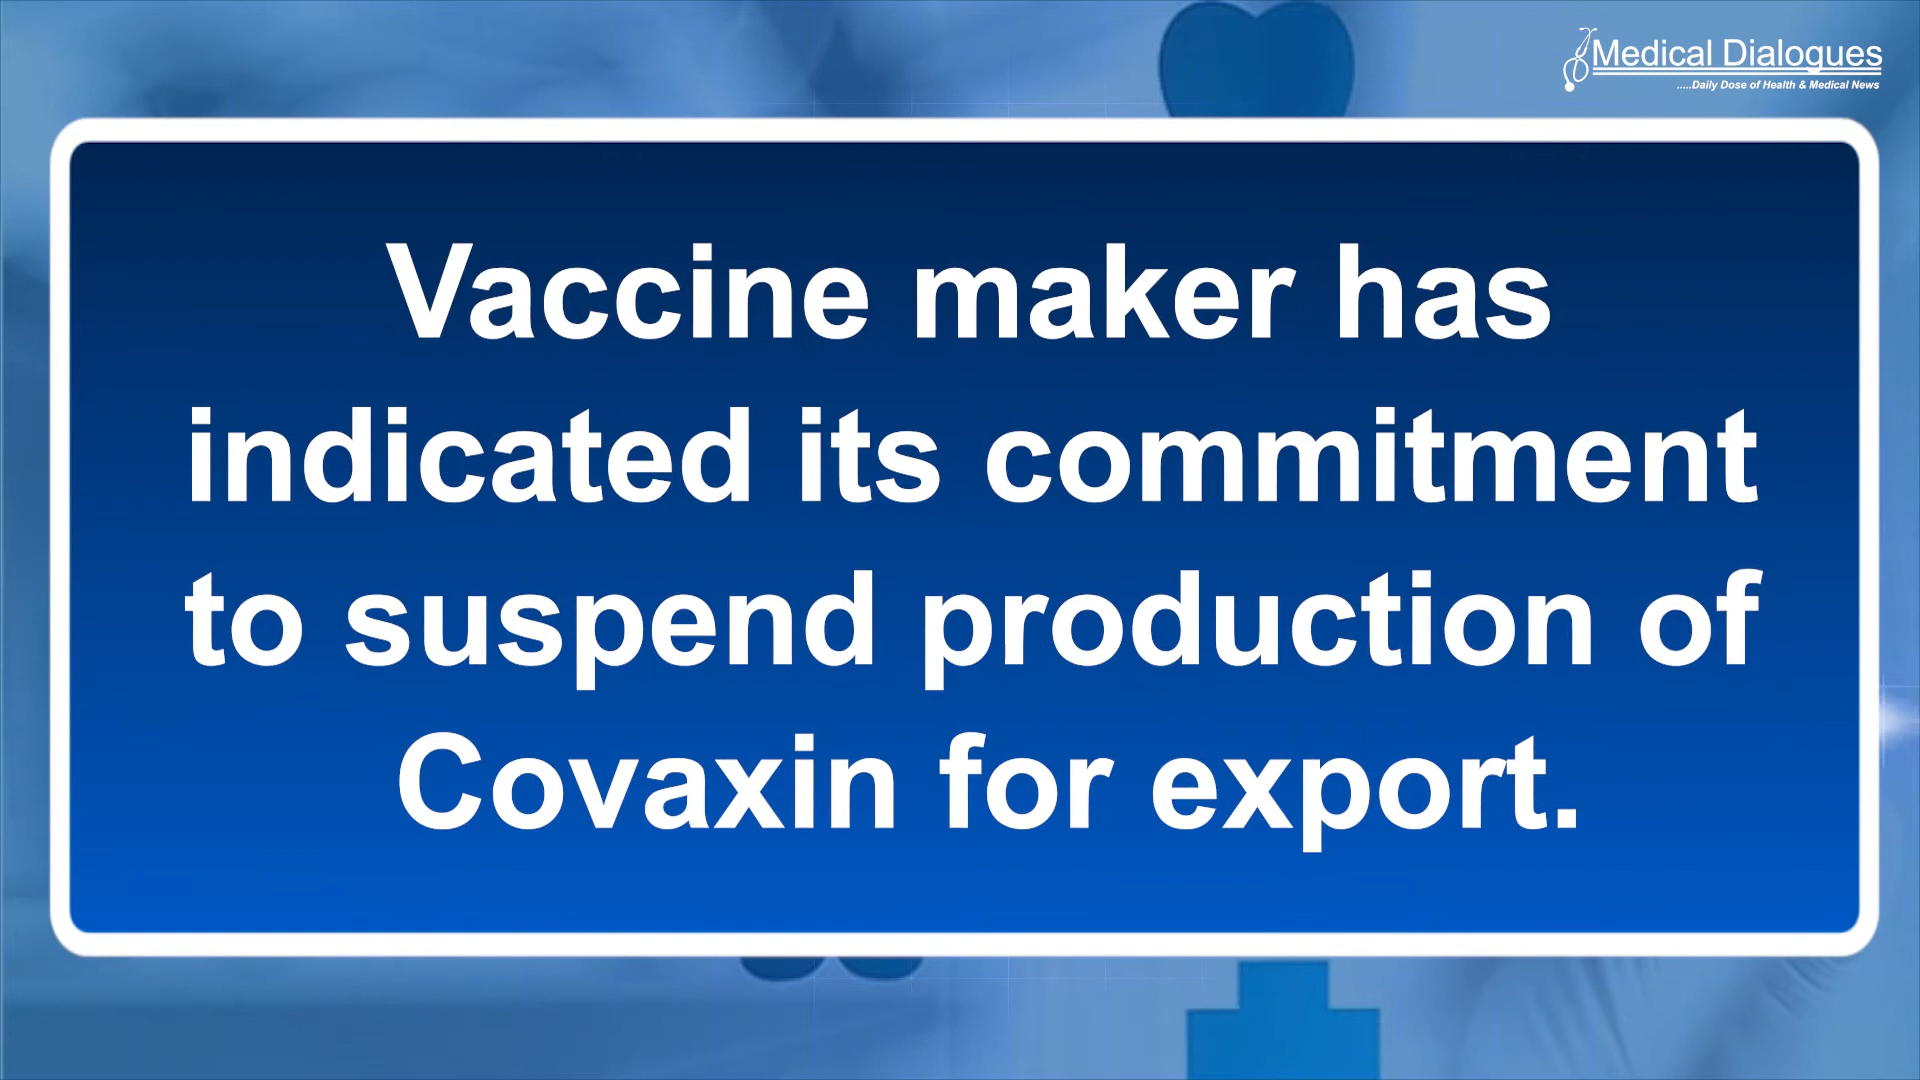 Medical Dialogues
.....Daily Dose of Health & Medical News
Vaccine maker has
indicated its commitment
to suspend production of
Covaxin for export.